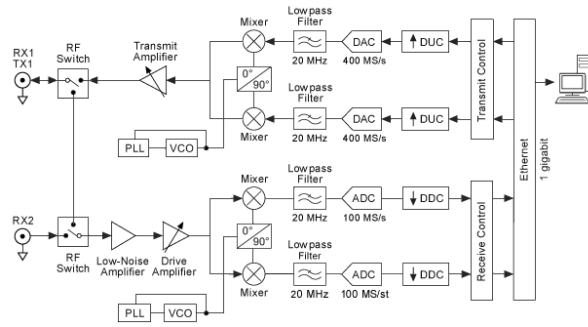 RX1
TX1
RF
Switch
Transmit
Amplifier
Mixer
0°
90°
Mixer
PLL
VCO
Lowpass
Filter
20 MHz
DAC
400 MS/s
DUC
Lowpass
Filter
20 MHz
DAC
400 MS/s
DUC
Transmit Control
Ethernet
1 gigabit
RX2
RF
Switch
Low-Noise
Amplifier
Drive
Amplifier
Mixer
0°
90°
Mixer
PLL
VCO
Lowpass
Filter
20 MHz
ADC
100 MS/s
DDC
Lowpass
Filter
20 MHz
ADC
100 MS/st
DDC
Receive Control